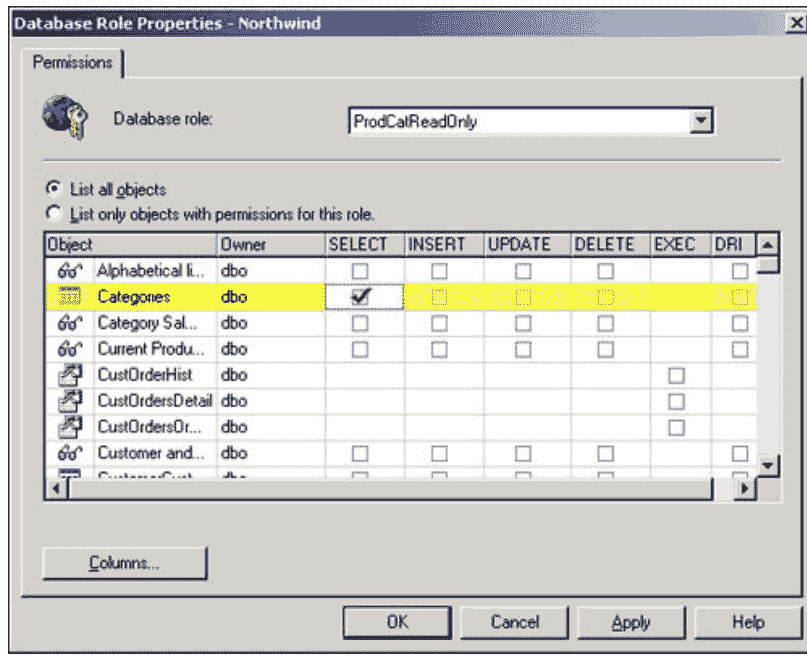 Database Role Properties - Northwind
Permissions
Database role: ProdCatReadOnly
List all objects
List only objects with permissions for this role.
Object Owner SELECT INSERT UPDATE DELETE EXEC DRI
Alphabetical li... dbo
Categories dbo
Category Sal... dbo
Current Produ... dbo
CustOrderHist dbo
CustOrdersDetail dbo
CustOrdersOr... dbo
Customer and... dbo
Columns...
OK Cancel Apply Help